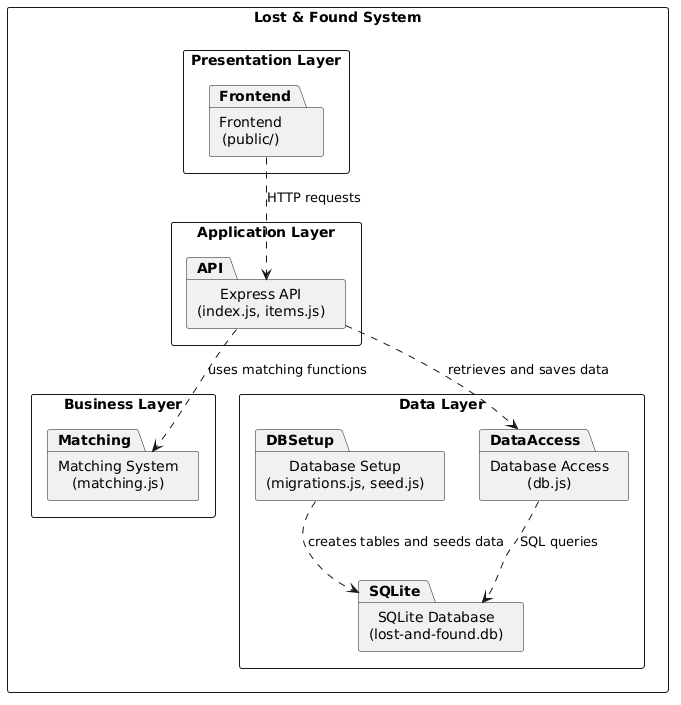 Lost & Found System
Presentation Layer
Frontend
Frontend
(public/)
HTTP requests
Application Layer
API
Express API
(index.js, items.js)
uses matching functions
retrieves and saves data
Business Layer
Data Layer
Matching
Matching System
(matching.js)
DBSetup
Database Setup
(migrations.js, seed.js)
DataAccess
Database Access
(db.js)
creates tables and seeds data
SQL queries
SQLite
SQLite Database
(lost-and-found.db)